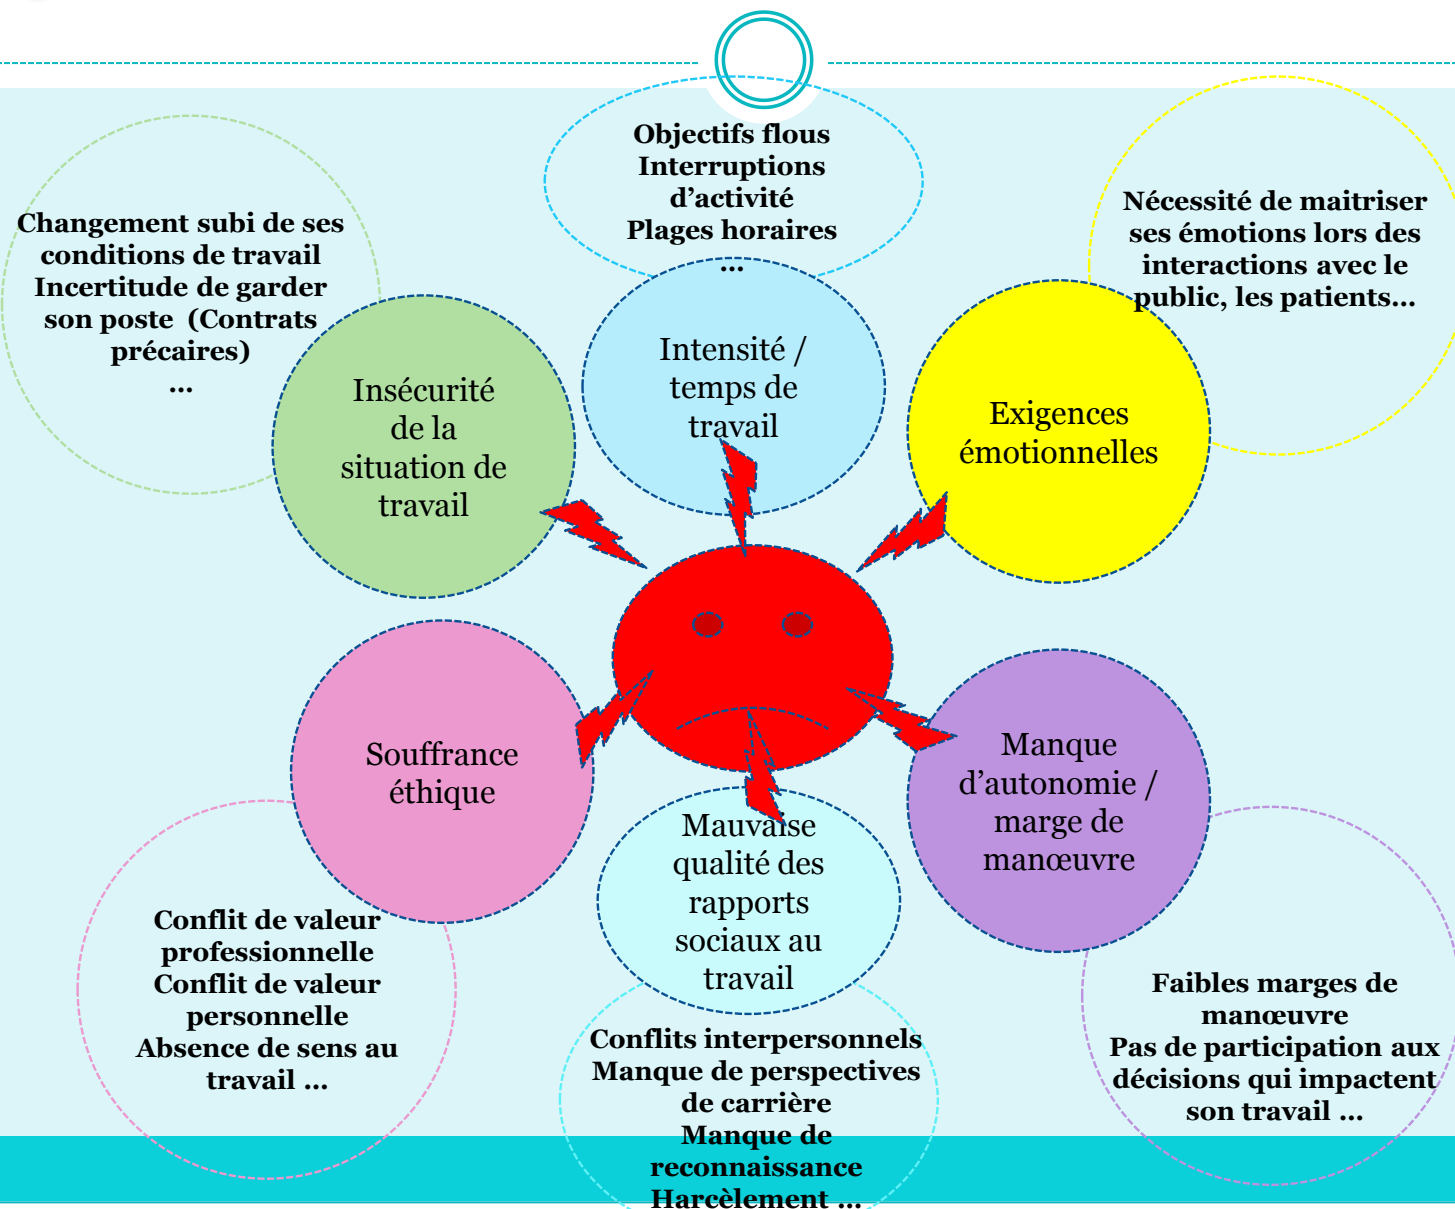 Objectifs flous
Interruptions
d’activité
Plages horaires
...
Intensité /
temps de
travail
Nécessité de maitriser
ses émotions lors des
interactions avec le
public, les patients...
Exigences
émotionnelles
Changement subi de ses
conditions de travail
Incertitude de garder
son poste (Contrats
précaires)
...
Insécurité
de la
situation de
travail
Souffrance
éthique
Conflit de valeur
professionnelle
Conflit de valeur
personnelle
Absence de sens au
travail ...
Mauvaise
qualité des
rapports
sociaux au
travail
Conflits interpersonnels
Manque de perspectives
de carrière
Manque de
reconnaissance
Harcèlement ...
Manque
d’autonomie /
marge de
manœuvre
Faibles marges de
manœuvre
Pas de participation aux
décisions qui impactent
son travail ...